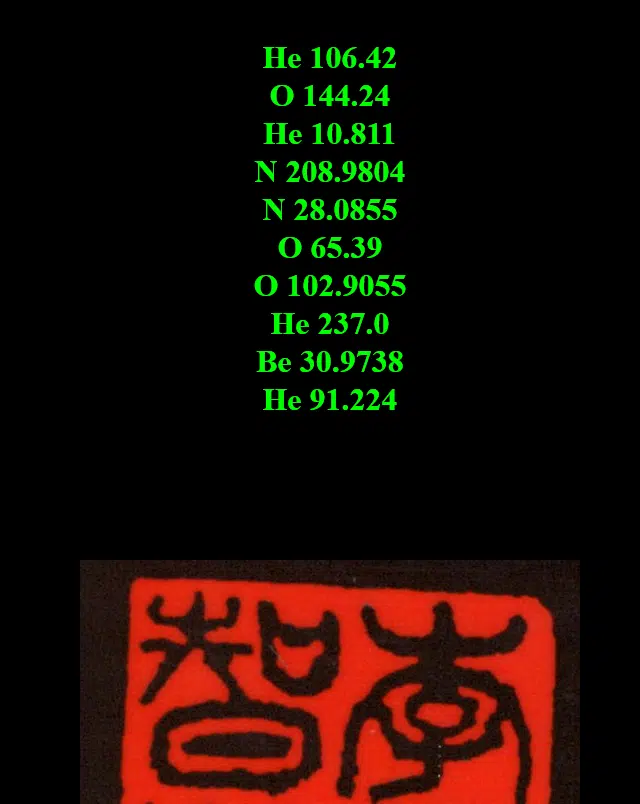 He 106.42
O 144.24
He 10.811
N 208.9804
N 28.0855
O 65.39
O 102.9055
He 237.0
Be 30.9738
He 91.224
智